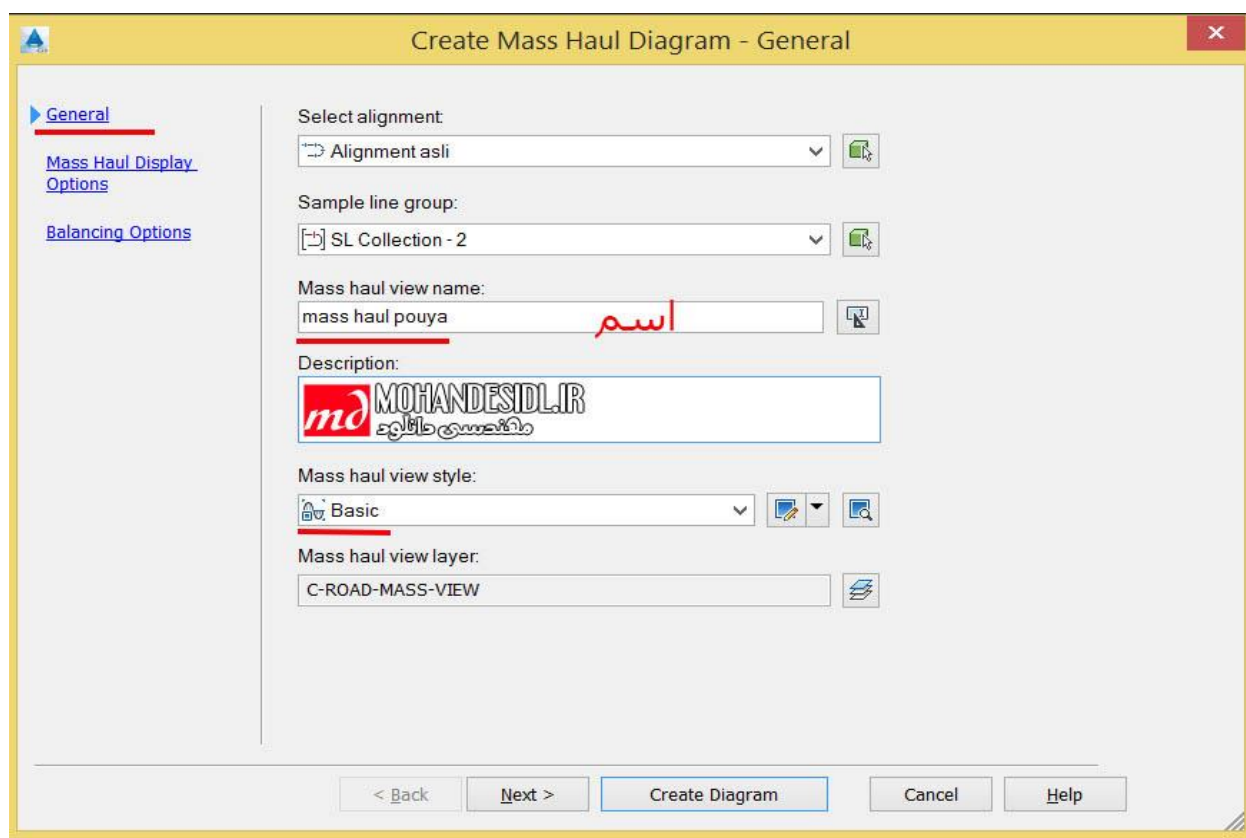 Create Mass Haul Diagram - General
General
Mass Haul Display
Options
Balancing Options
Select alignment:
Alignment asli
Sample line group:
SL Collection - 2
Mass haul view name:
mass haul pouya
اسم
Description:
md MOHANDESIDL.IR
مهندسی دانلود
Mass haul view style:
Basic
Mass haul view layer:
C-ROAD-MASS-VIEW
< Back Next > Create Diagram Cancel Help